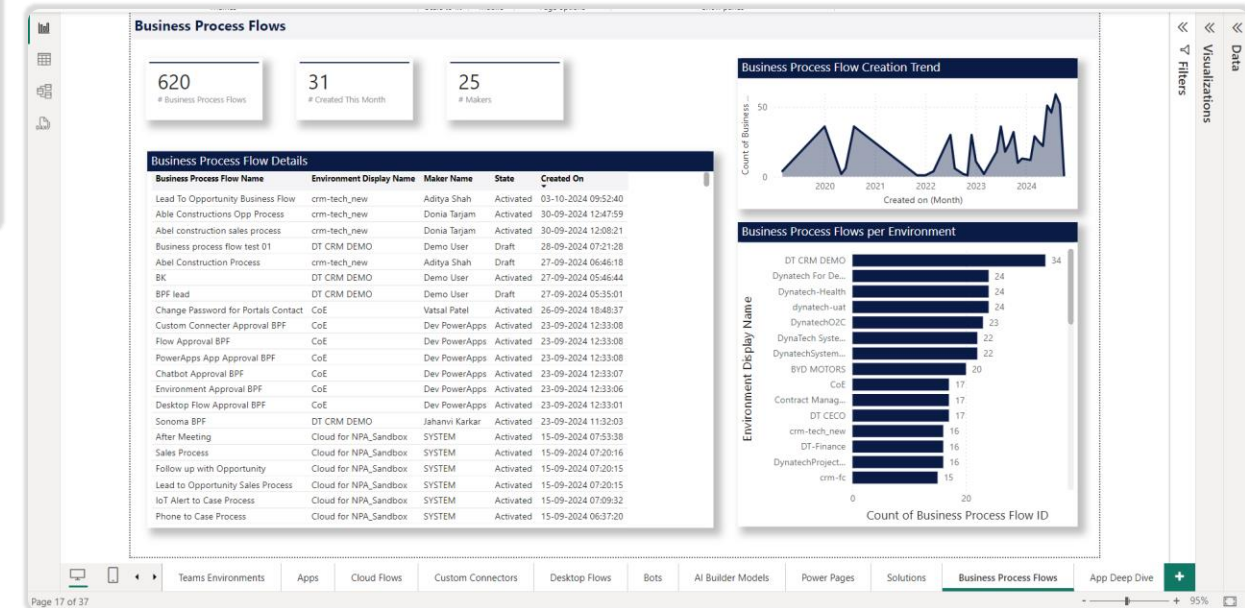 Business Process Flows
620
# Business Process Flows
31
# Created This Month
25
# Makers
Business Process Flow Details
Business Process Flow Name Environment Display Name Maker Name State Created On
Lead To Opportunity Business Flow crm-tech_new Aditya Shah Activated 03-10-2024 09:52:40
Able Constructions Opp Process crm-tech_new Donia Tarjam Activated 30-09-2024 12:47:59
Abel construction sales process crm-tech_new Donia Tarjam Activated 30-09-2024 12:08:21
Business process flow test 01 DT CRM DEMO Demo User Draft 28-09-2024 07:21:28
Abel Construction Process crm-tech_new Aditya Shah Draft 27-09-2024 06:46:18
BK DT CRM DEMO Demo User Activated 27-09-2024 05:46:44
BPF lead DT CRM DEMO Demo User Draft 27-09-2024 05:35:01
Change Password for Portals Contact CoE Vatsal Patel Activated 26-09-2024 18:48:37
Custom Connecter Approval BPF CoE Dev PowerApps Activated 23-09-2024 12:33:08
Flow Approval BPF CoE Dev PowerApps Activated 23-09-2024 12:33:08
PowerApps App Approval BPF CoE Dev PowerApps Activated 23-09-2024 12:33:08
Chatbot Approval BPF CoE Dev PowerApps Activated 23-09-2024 12:33:07
Environment Approval BPF CoE Dev PowerApps Activated 23-09-2024 12:33:06
Desktop Flow Approval BPF CoE Dev PowerApps Activated 23-09-2024 12:33:01
Sonoma BPF DT CRM DEMO Jahanvi Karkar Activated 23-09-2024 11:32:03
After Meeting Cloud for NPA_Sandbox SYSTEM Activated 15-09-2024 07:53:38
Sales Process Cloud for NPA_Sandbox SYSTEM Activated 15-09-2024 07:20:16
Follow up with Opportunity Cloud for NPA_Sandbox SYSTEM Activated 15-09-2024 07:20:15
Lead to Opportunity Sales Process Cloud for NPA_Sandbox SYSTEM Activated 15-09-2024 07:20:15
IoT Alert to Case Process Cloud for NPA_Sandbox SYSTEM Activated 15-09-2024 07:09:32
Phone to Case Process Cloud for NPA_Sandbox SYSTEM Activated 15-09-2024 06:37:20
Business Process Flow Creation Trend
Count of Business ...
50
0
2020 2021 2022 2023 2024
Created on (Month)
Business Process Flows per Environment
Environment Display Name
DT CRM DEMO 34
Dynatech For De... 24
Dynatech-Health 24
dynatech-uat 24
DynatechO2C 23
DynaTech Syste... 22
DynatechSystem... 22
BYD MOTORS 20
CoE 17
Contract Manag... 17
DT CECO 17
crm-tech_new 16
DT-Finance 16
DynatechProject... 16
crm-fc 15
0 20
Count of Business Process Flow ID
Filters
Visualizations
Data
Teams Environments Apps Cloud Flows Custom Connectors Desktop Flows Bots AI Builder Models Power Pages Solutions Business Process Flows App Deep Dive +
Page 17 of 37
- + 95%